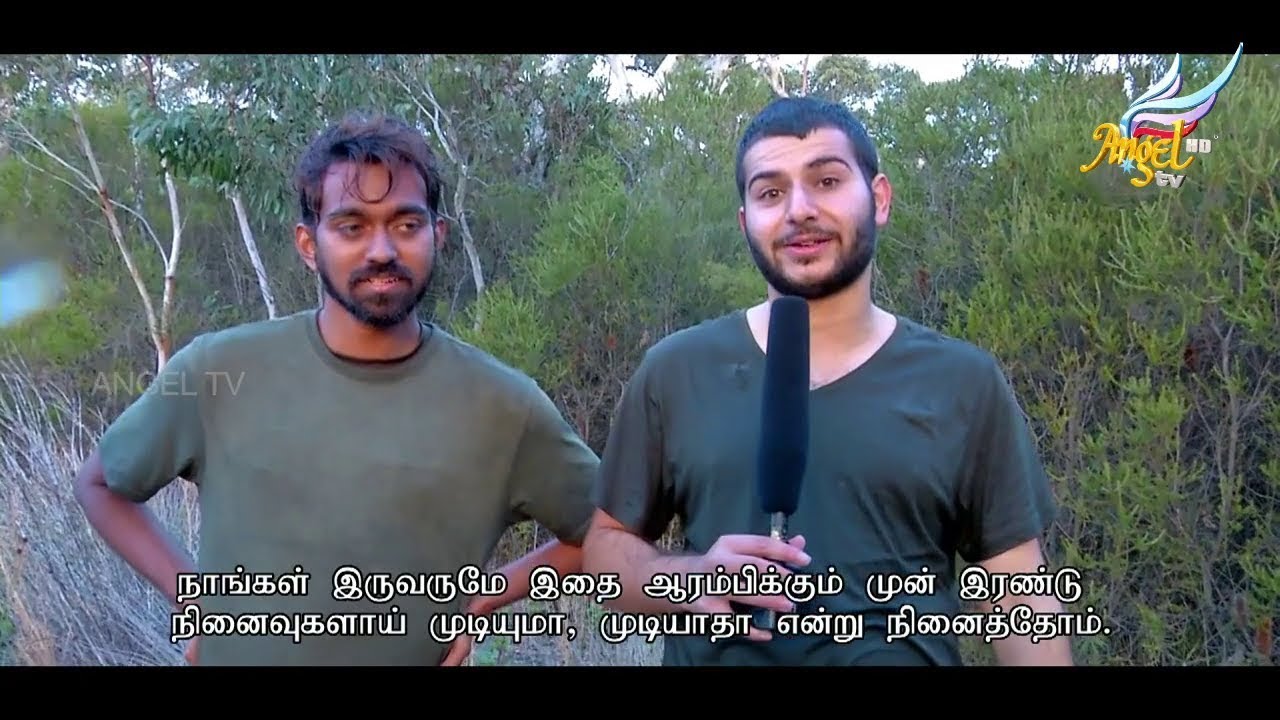 Angel HD
tv
ANGEL TV
நாங்கள் இருவருமே இதை ஆரம்பிக்கும் முன் இரண்டு
நினைவுகளாய் முடியுமா, முடியாதா என்று நினைத்தோம்.